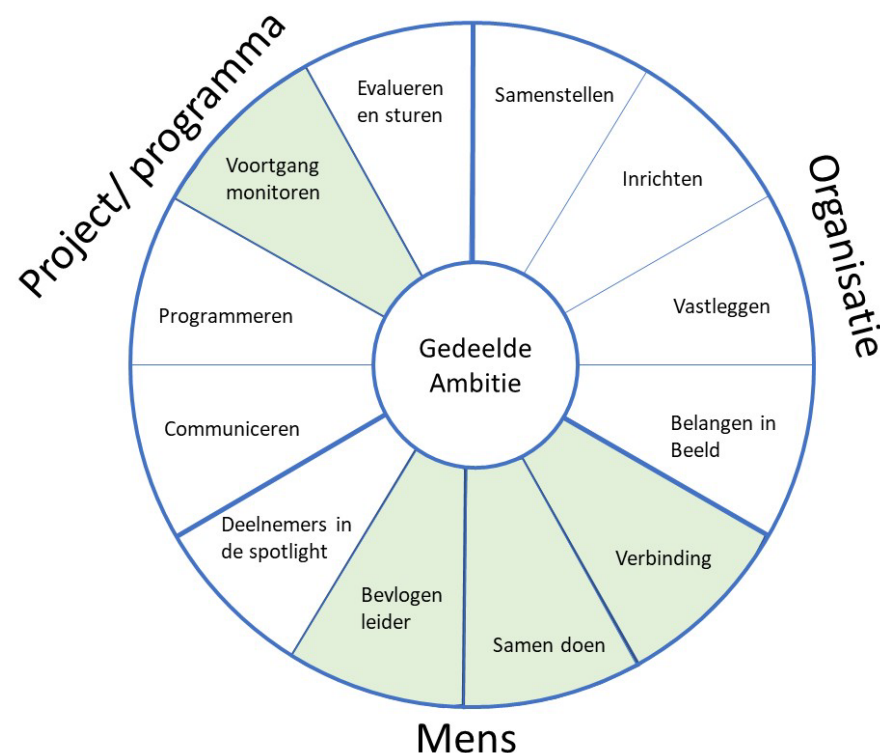 Project/ programma
Evalueren
en sturen
Samenstellen
Voortgang
monitoren
Inrichten
Organisatie
Programmeren
Vastleggen
Gedeelde
Ambitie
Communiceren
Belangen in
Beeld
Deelnemers in
de spotlight
Verbinding
Bevlogen
leider
Samen doen
Mens